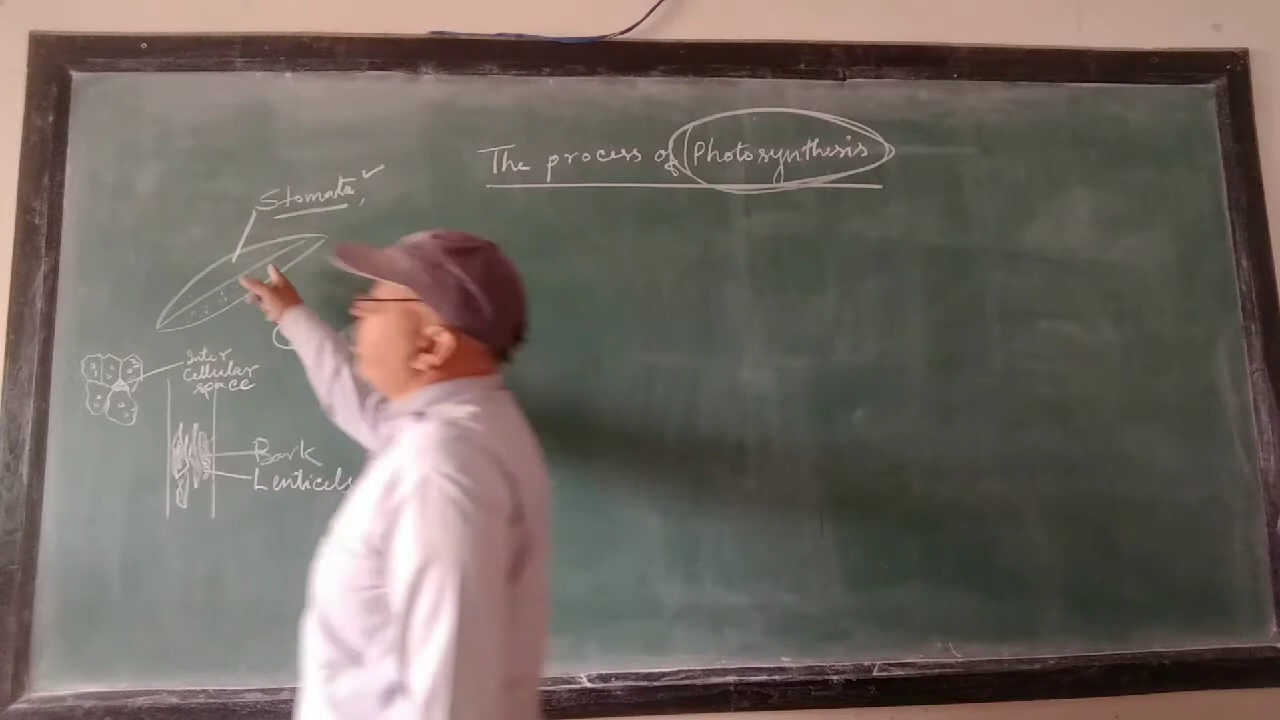 The process of Photosynthesis
Stomata,
Inter
cellular
space
Bark
Lenticels